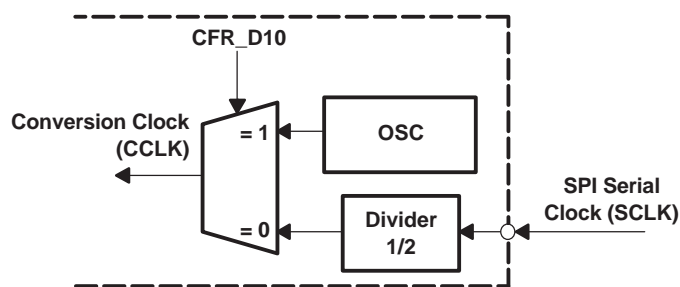 CFR_D10
Conversion Clock
(CCLK)
= 1
OSC
SPI Serial
Clock (SCLK)
= 0
Divider
1/2